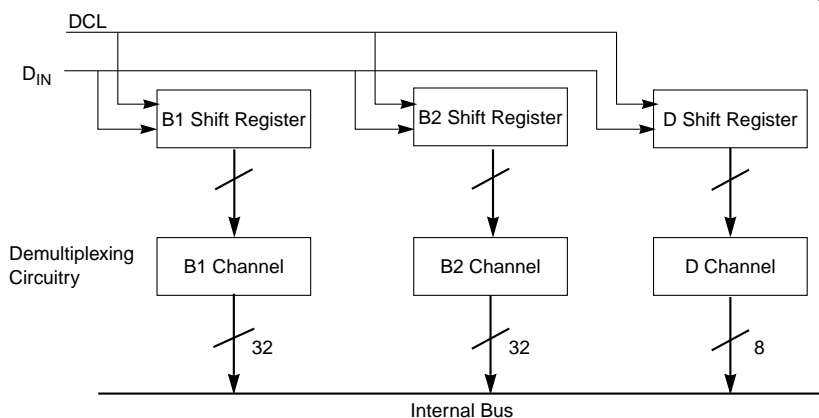 DCL
DIN
B1 Shift Register
B2 Shift Register
D Shift Register
Demultiplexing
Circuitry
B1 Channel
B2 Channel
D Channel
32
32
8
Internal Bus